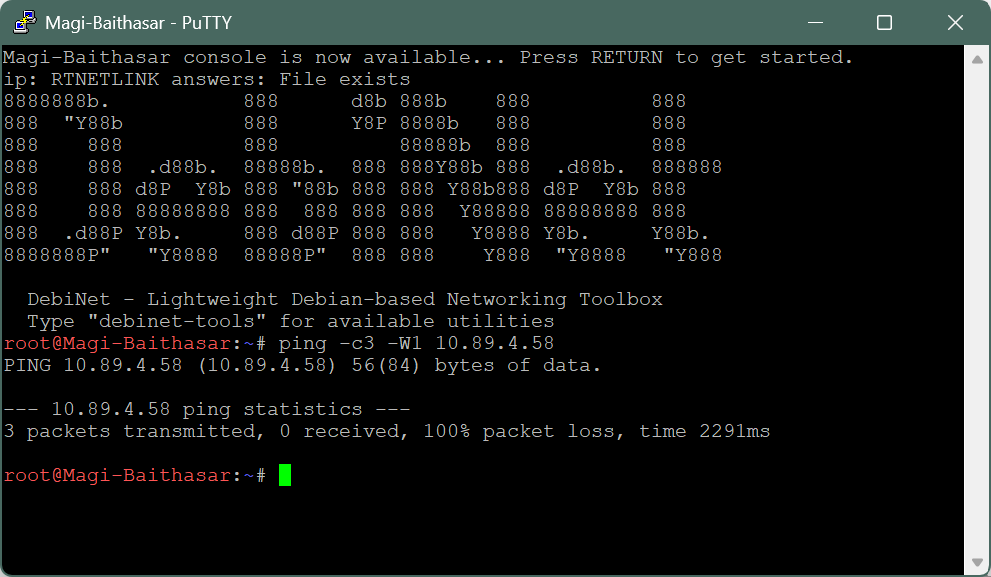 Magi-Baithasar - PuTTY
Magi-Baithasar console is now available... Press RETURN to get started.
ip: RTNETLINK answers: File exists
8888888b.           888      d8b 888b    888          888
888  "Y88b          888      Y8P 8888b   888          888
888    888          888          88888b  888          888
888    888  .d88b.  88888b.  888 888Y88b 888  .d88b.  888888
888    888 d8P  Y8b 888 "88b 888 888 Y88b888 d8P  Y8b 888
888    888 88888888 888  888 888 888  Y88888 88888888 888
888  .d88P Y8b.     888 d88P 888 888   Y8888 Y8b.     Y88b.
8888888P"   "Y8888  88888P"  888 888    Y888  "Y8888   "Y888
DebiNet - Lightweight Debian-based Networking Toolbox
Type "debinet-tools" for available utilities
root@Magi-Baithasar:~# ping -c3 -W1 10.89.4.58
PING 10.89.4.58 (10.89.4.58) 56(84) bytes of data.
--- 10.89.4.58 ping statistics ---
3 packets transmitted, 0 received, 100% packet loss, time 2291ms
root@Magi-Baithasar:~#